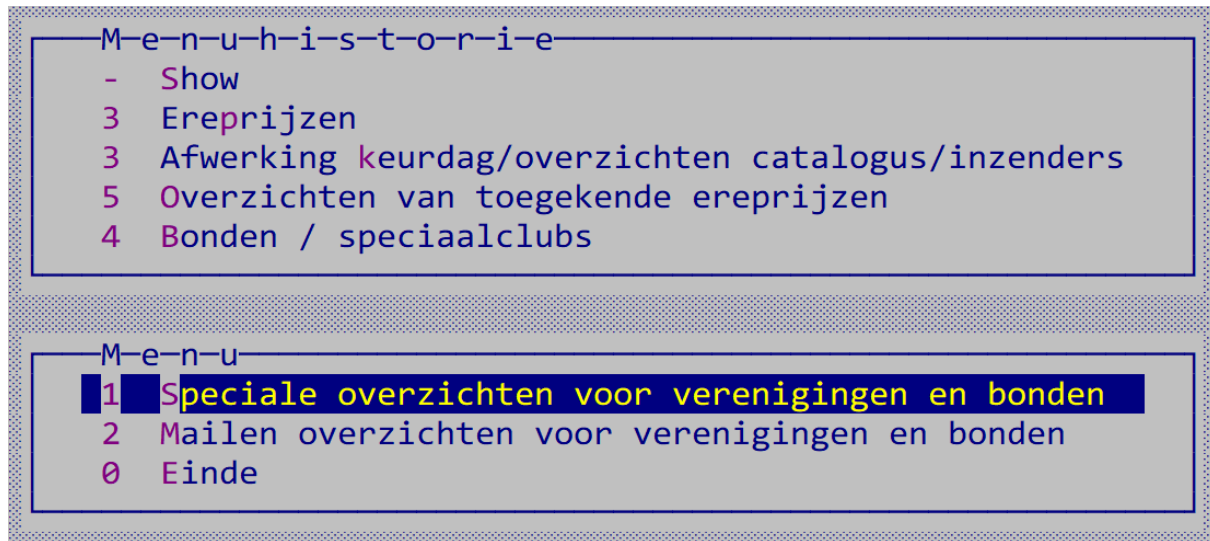 M-e-n-u-h-i-s-t-o-r-i-e
- Show
3 Ereprijzen
3 Afwerking keurdag/overzichten catalogus/inzenders
5 Overzichten van toegekende ereprijzen
4 Bonden / speciaalclubs
M-e-n-u
1 Speciale overzichten voor verenigingen en bonden
2 Mailen overzichten voor verenigingen en bonden
0 Einde